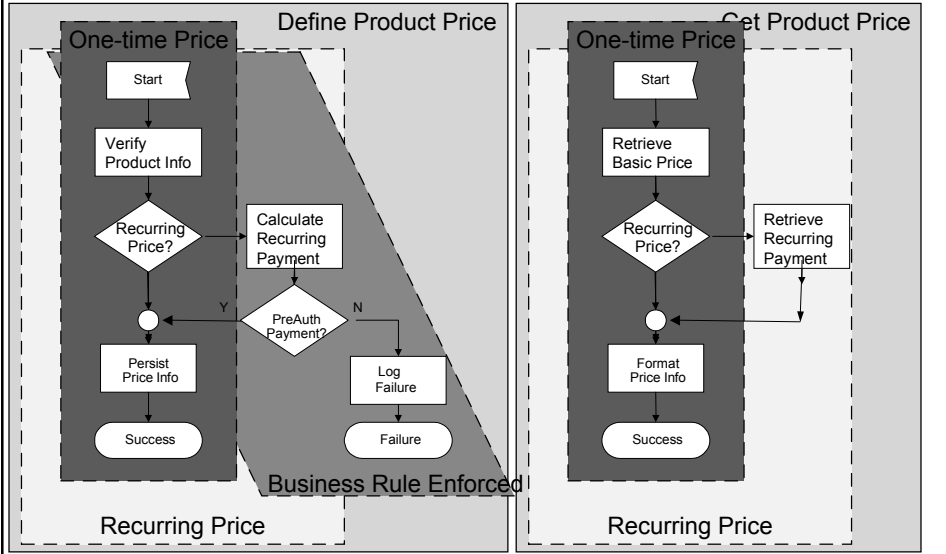 Define Product Price
One-time Price
Start
Verify
Product Info
Recurring
Price?
Calculate
Recurring
Payment
Y
N
PreAuth
Payment?
Persist
Price Info
Log
Failure
Success
Failure
Business Rule Enforced
Recurring Price
Get Product Price
One-time Price
Start
Retrieve
Basic Price
Recurring
Price?
Retrieve
Recurring
Payment
Format
Price Info
Success
Recurring Price